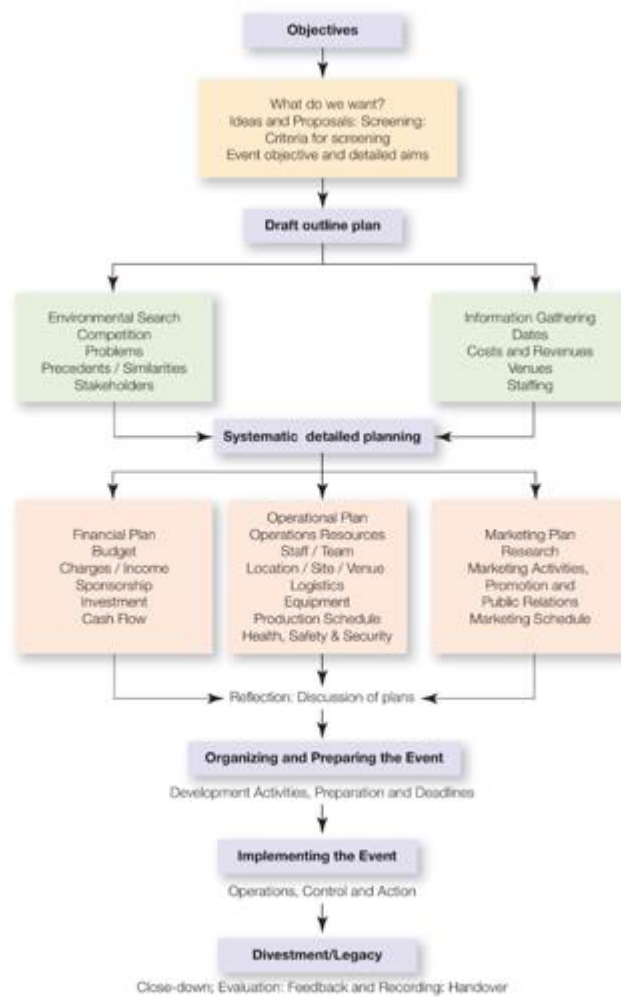 Objectives
What do we want?
Ideas and Proposals: Screening:
Criteria for screening
Event objective and detailed aims
Draft outline plan
Environmental Search
Competition
Problems
Precedents / Similarities
Stakeholders
Information Gathering
Dates
Costs and Revenues
Venues
Staffing
Systematic detailed planning
Financial Plan
Budget
Charges / Income
Sponsorship
Investment
Cash Flow
Operational Plan
Operations Resources
Staff / Team
Location / Site / Venue
Logistics
Equipment
Production Schedule
Health, Safety & Security
Marketing Plan
Research
Marketing Activities,
Promotion and
Public Relations
Marketing Schedule
Reflection: Discussion of plans
Organizing and Preparing the Event
Development Activities, Preparation and Deadlines
Implementing the Event
Operations, Control and Action
Divestment/Legacy
Close-down; Evaluation: Feedback and Recording: Handover